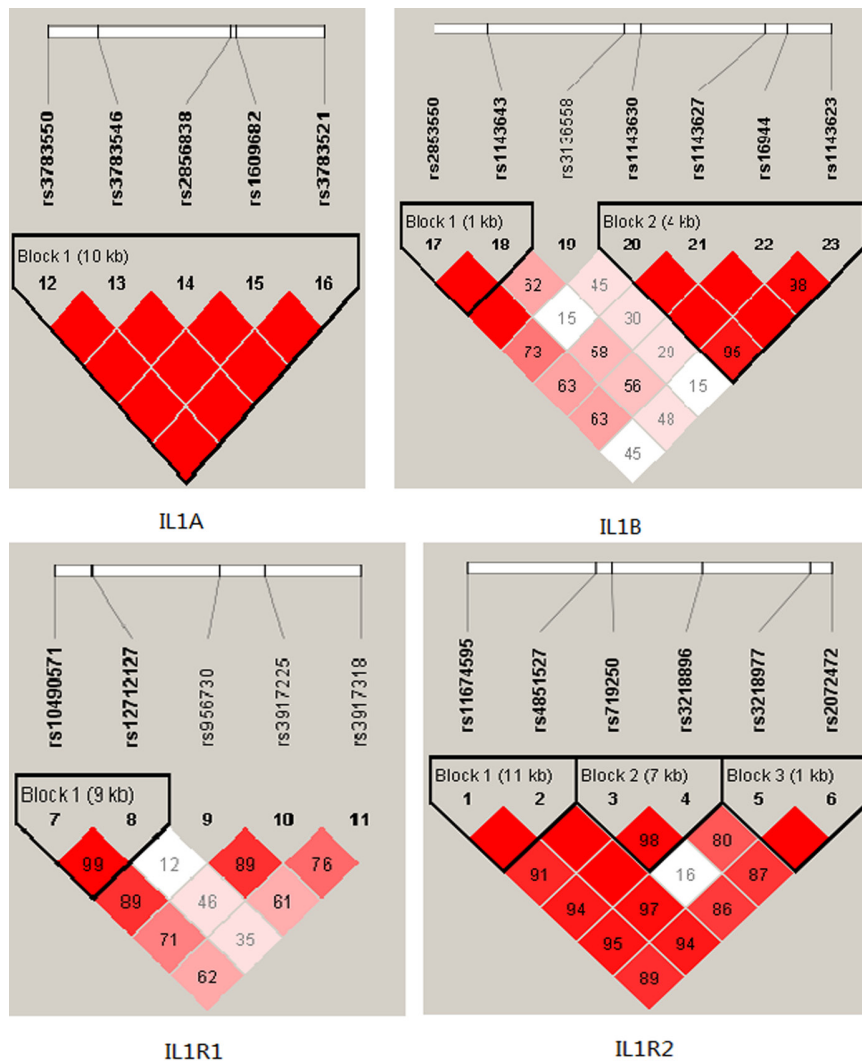 rs3783550 rs3783546 rs2856838 rs1609682 rs3783521
Block 1 (10 kb)
12 13 14 15 16
IL1A
rs2853550 rs1143643 rs3136558 rs1143630 rs1143627 rs16944 rs1143623
Block 1 (1 kb) Block 2 (4 kb)
17 18 19 20 21 22 23
62 45 98
15 30
73 58 29 95
63 56 15
63 48
45
IL1B
rs10490571 rs12712127 rs956730 rs3917225 rs3917318
Block 1 (9 kb)
7 8 9 10 11
99 12 89 76
89 46 61
71 35
62
IL1R1
rs11674595 rs4851527 rs719250 rs3218896 rs3218977 rs2072472
Block 1 (11 kb) Block 2 (7 kb) Block 3 (1 kb)
1 2 3 4 5 6
98 80
91 16 87
94 97 86
95 94
89
IL1R2